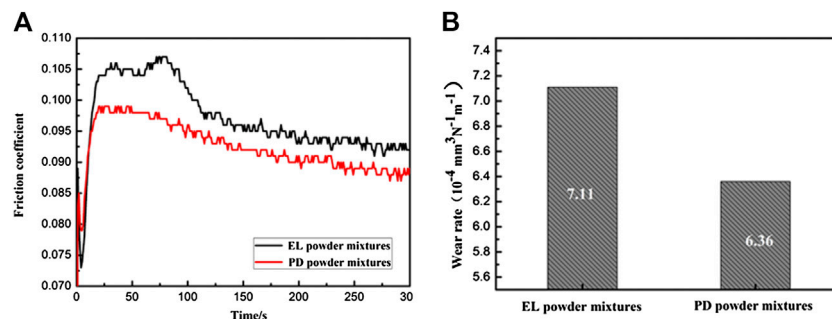 A
0.110
0.105
0.100
0.095
0.090
0.085
0.080
0.075
0.070
Friction coefficient
EL powder mixtures
PD powder mixtures
0 50 100 150 200 250 30
Time/s
B
7.4
7.2
7.0
6.8
6.6
6.4
6.2
6.0
5.8
5.6
Wear rate (10⁻⁴ mm³N⁻¹m⁻¹)
7.11
6.36
EL powder mixtures PD powder mixtures